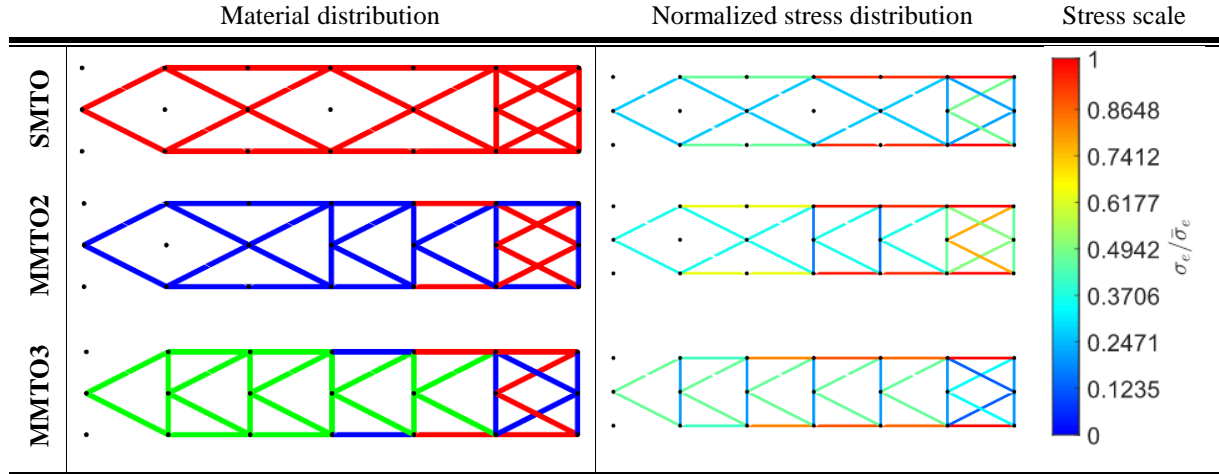 Material distribution Normalized stress distribution Stress scale
SMTO
MMTO2
MMTO3
1
0.8648
0.7412
0.6177
0.4942
0.3706
0.2471
0.1235
0
σₑ/σ̄ₑ